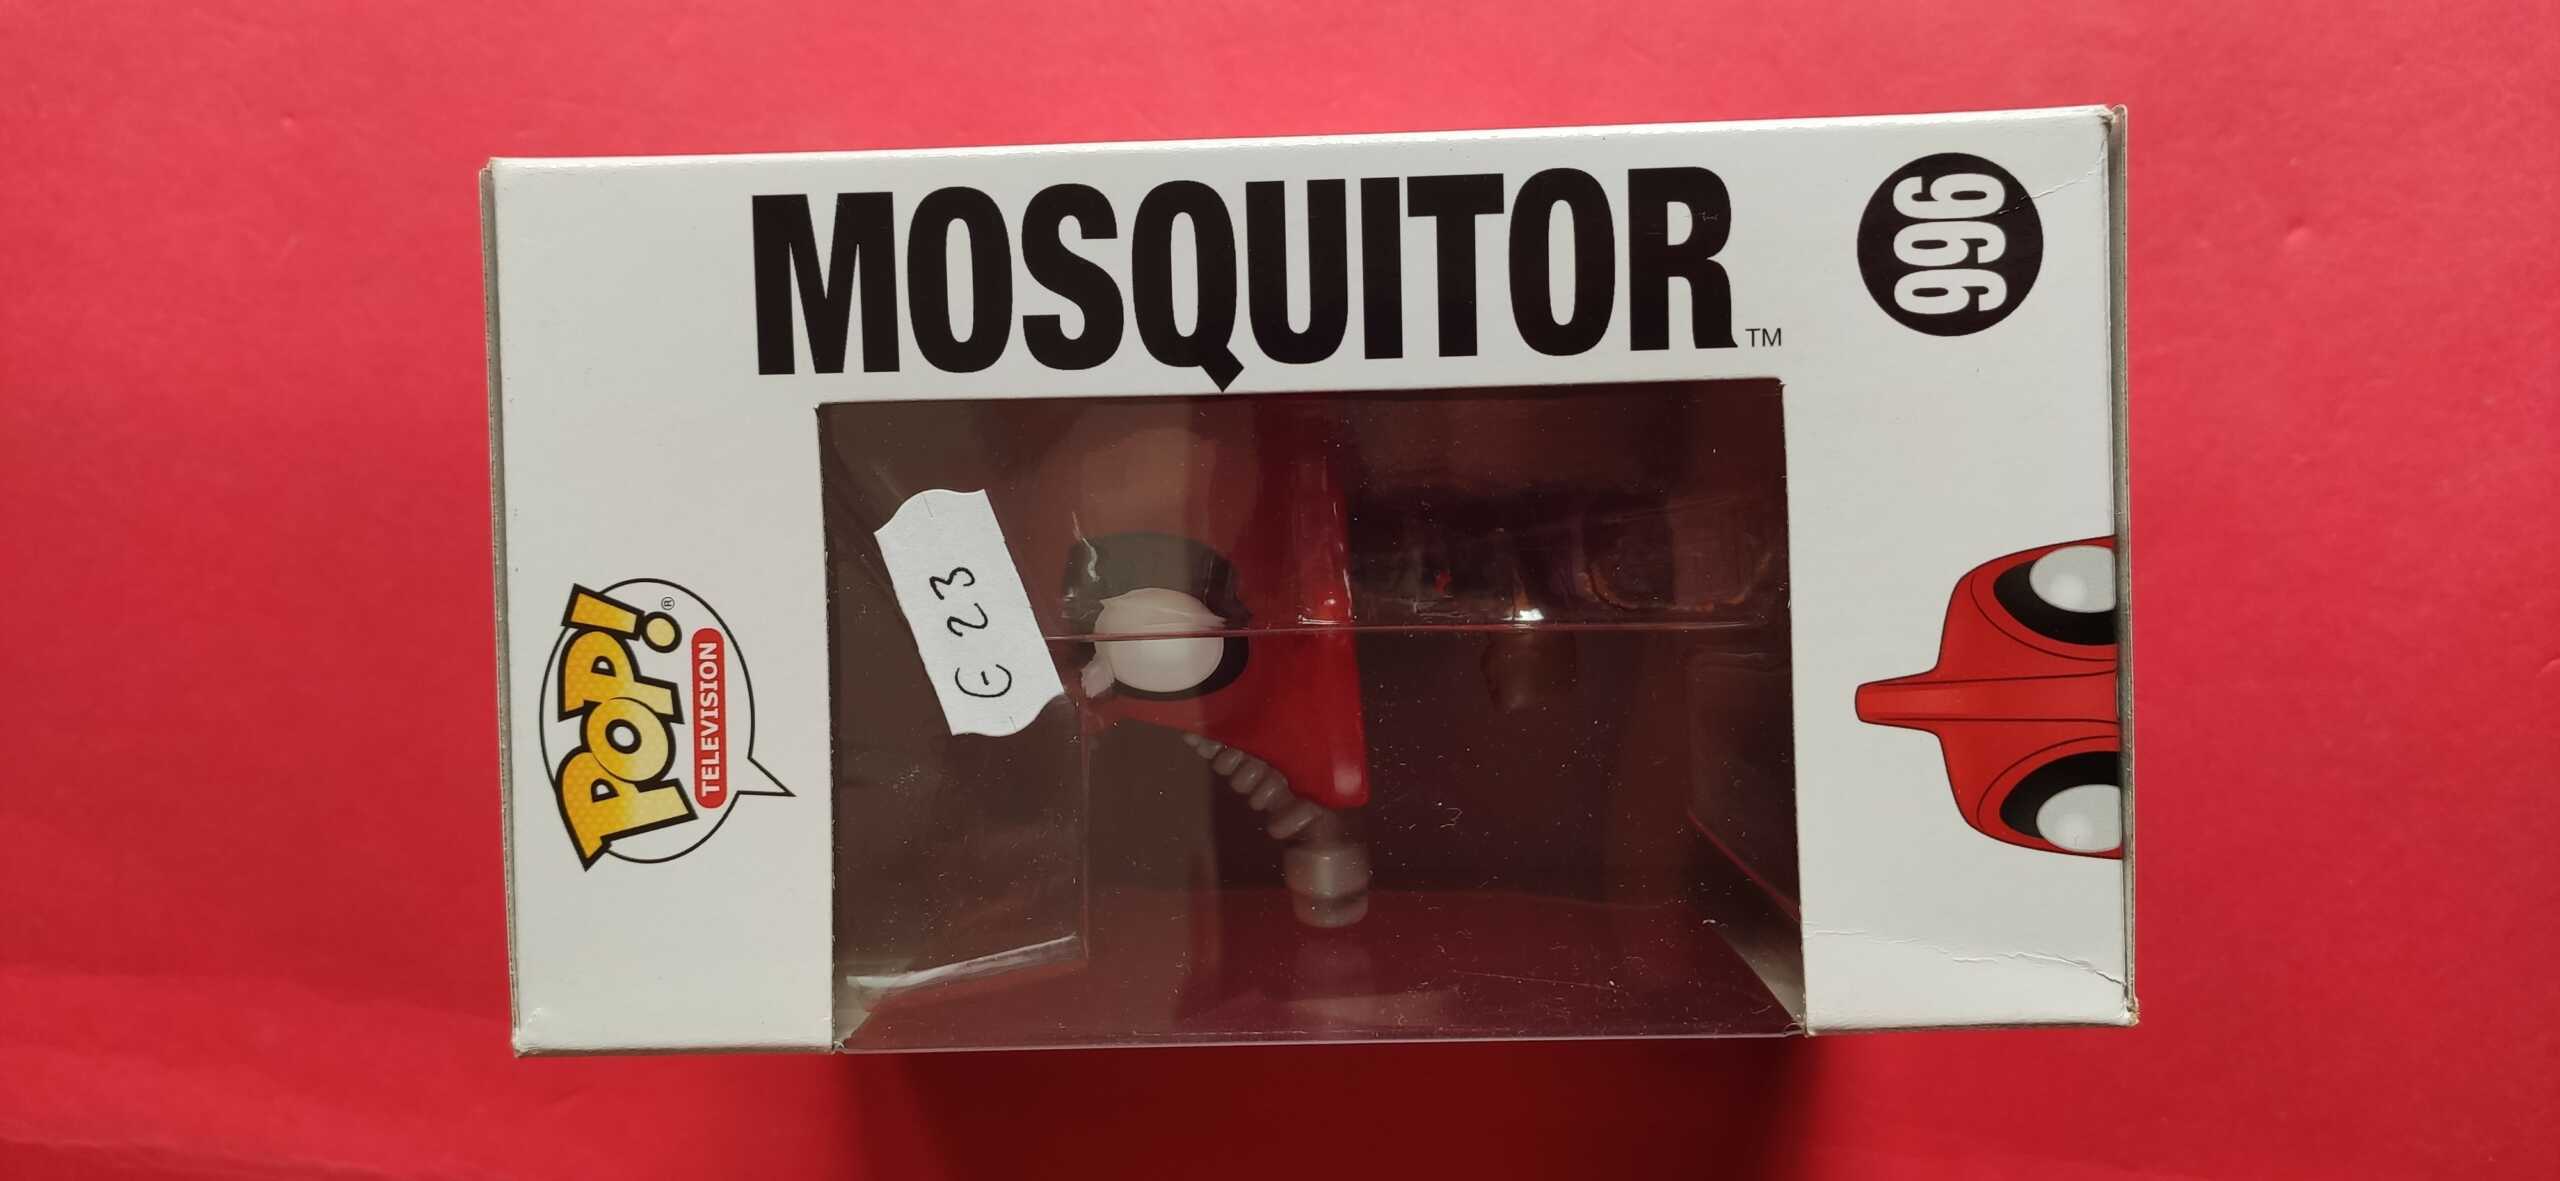 MOSQUITOR™
996
POP!®
TELEVISION
€ 23